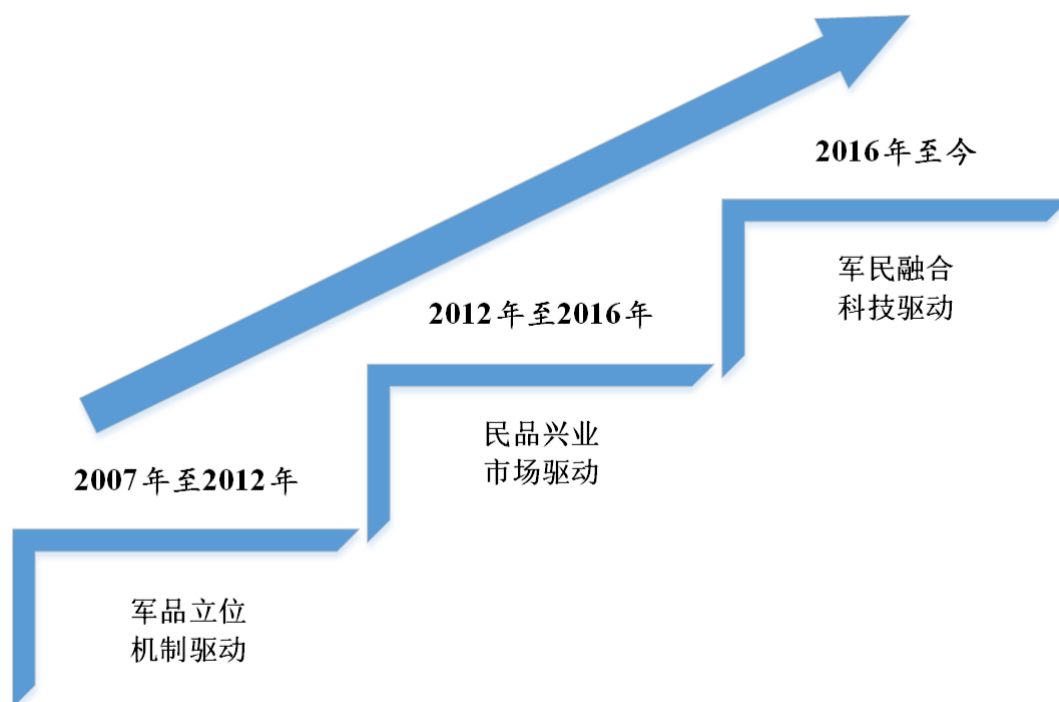 2016年至今
军民融合
科技驱动
2012年至2016年
民品兴业
市场驱动
2007年至2012年
军品立位
机制驱动